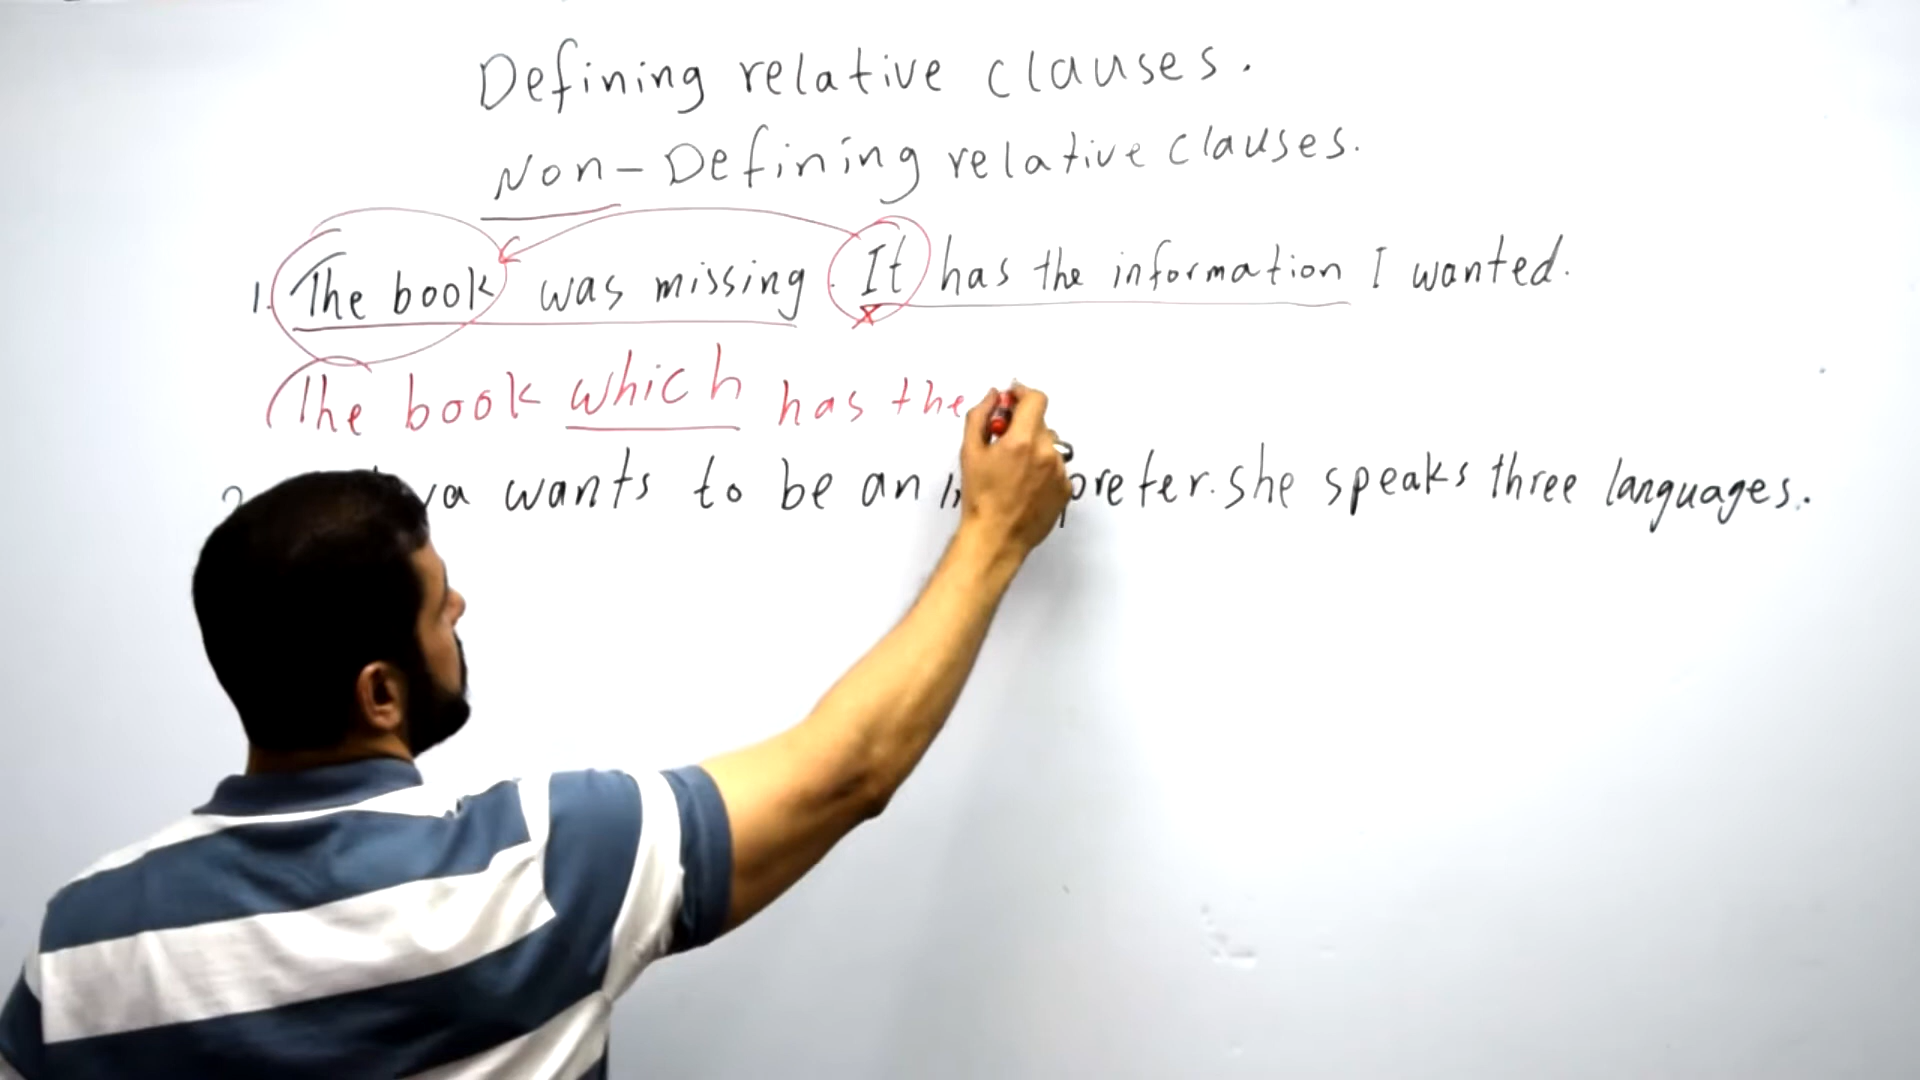 Defining relative clauses.
Non-Defining relative clauses.
1. The book was missing. It has the information I wanted.
The book which has the
wants to be an she speaks three languages.